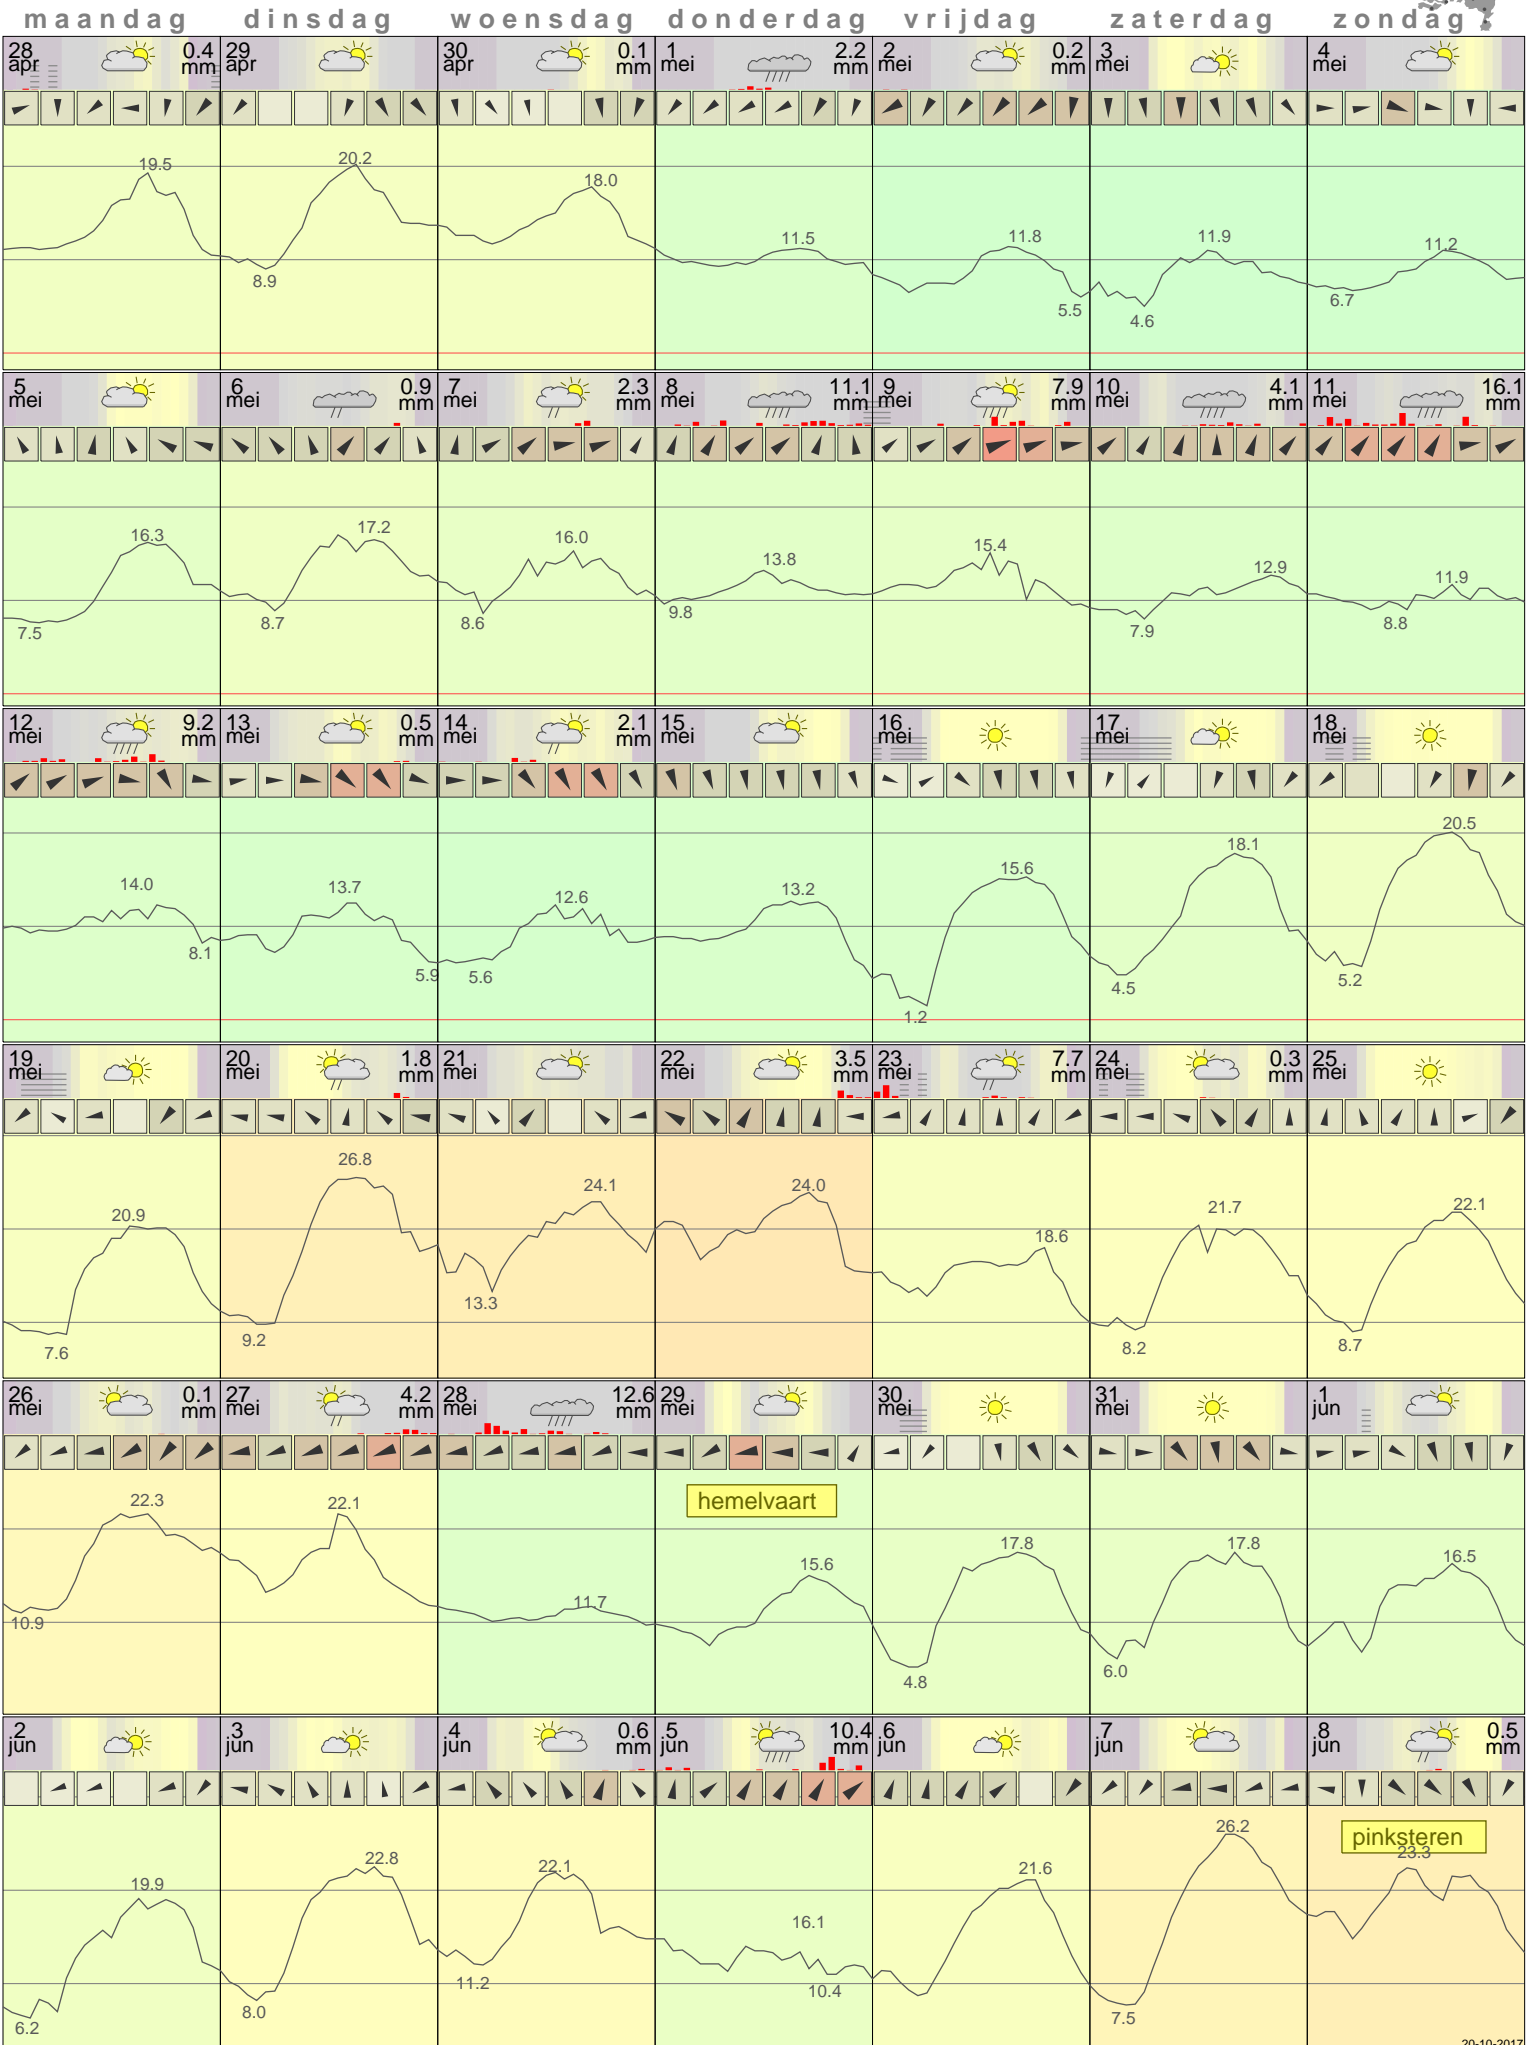 maandag dinsdag woensdag donderdag vrijdag zaterdag zondag
28 apr 0.4 mm 29 apr 30 apr 0.1 mm 1 mei 2.2 mm 2 mei 0.2 mm 3 mei 4 mei
19.5 20.2 18.0 11.5 11.8 11.9 11.2
8.9 5.5 4.6 6.7
5 mei 6 mei 0.9 mm 7 mei 2.3 mm 8 mei 11.1 mm 9 mei 7.9 mm 10 mei 4.1 mm 11 mei 16.1 mm
16.3 17.2 16.0 13.8 15.4 12.9 11.9
7.5 8.7 8.6 9.8 7.9 8.8
12 mei 9.2 mm 13 mei 0.5 mm 14 mei 2.1 mm 15 mei 16 mei 17 mei 18 mei
14.0 13.7 12.6 13.2 15.6 18.1 20.5
8.1 5.9 5.6 1.2 4.5 5.2
19 mei 20 mei 1.8 mm 21 mei 22 mei 3.5 mm 23 mei 7.7 mm 24 mei 0.3 mm 25 mei
20.9 26.8 24.1 24.0 18.6 21.7 22.1
7.6 9.2 13.3 8.2 8.7
26 mei 0.1 mm 27 mei 4.2 mm 28 mei 12.6 mm 29 mei 30 mei 31 mei 1 jun
hemelvaart
22.3 22.1 11.7 15.6 17.8 17.8 16.5
10.9 4.8 6.0
2 jun 3 jun 4 jun 0.6 mm 5 jun 10.4 mm 6 jun 7 jun 8 jun 0.5 mm
pinksteren
19.9 22.8 22.1 16.1 21.6 26.2 23.3
6.2 8.0 11.2 10.4 7.5
20-10-2017